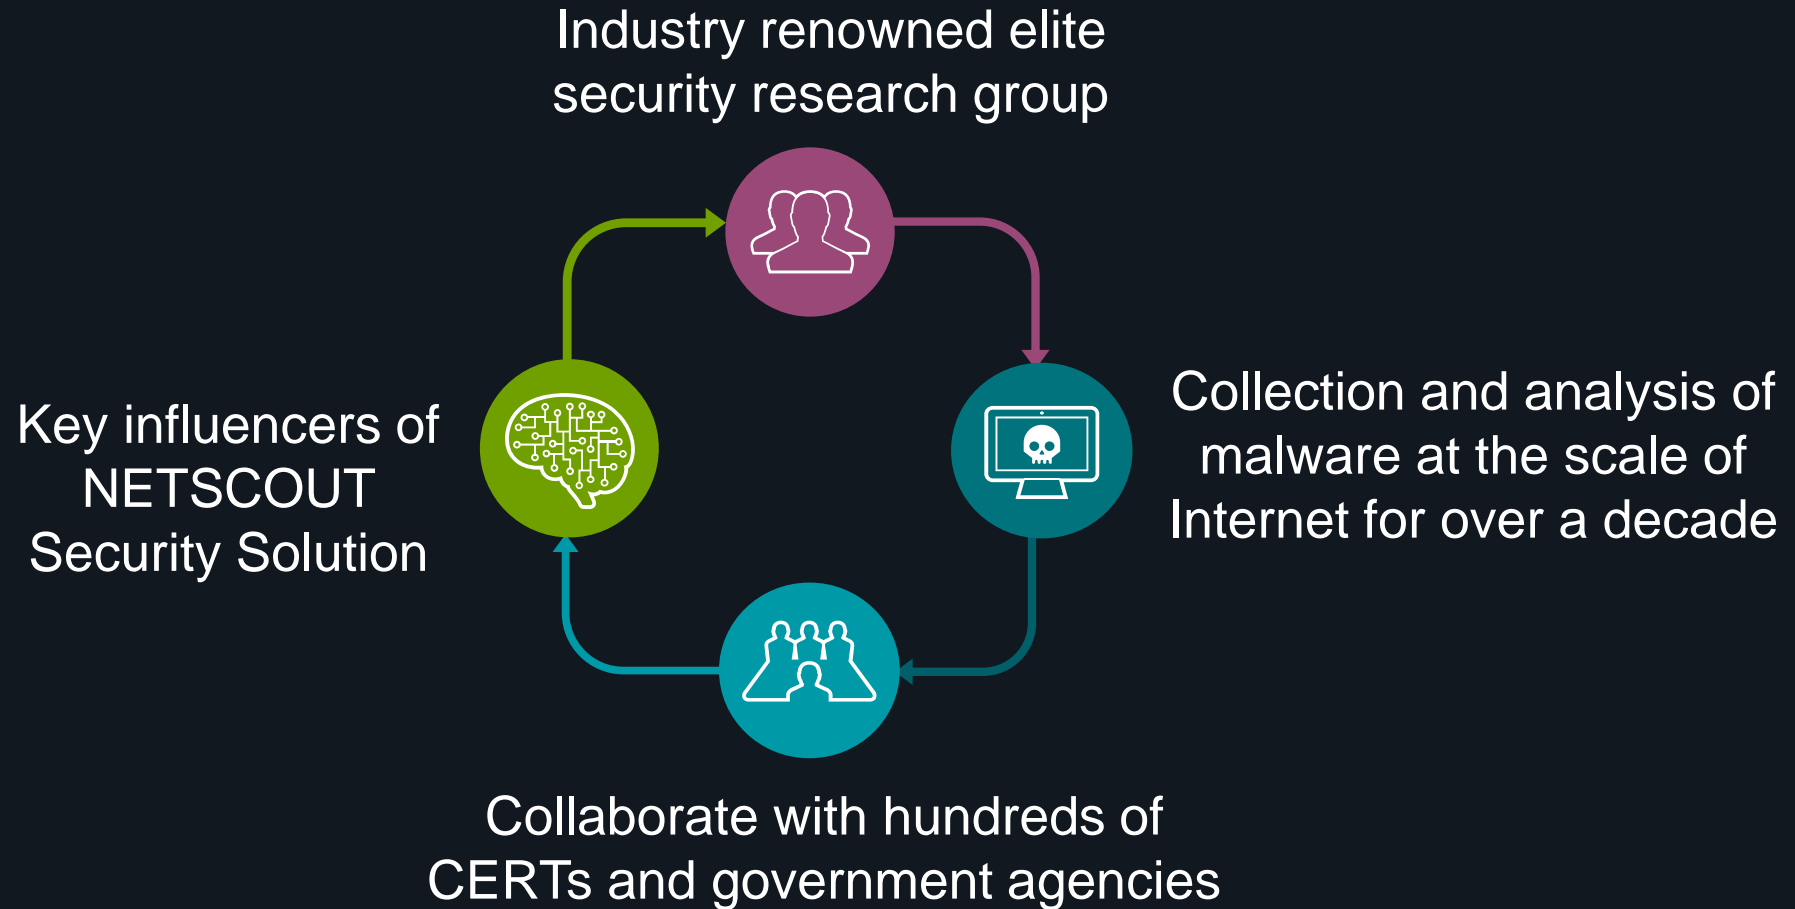 Industry renowned elite
security research group
Key influencers of
NETSCOUT
Security Solution
Collection and analysis of
malware at the scale of
Internet for over a decade
Collaborate with hundreds of
CERTs and government agencies